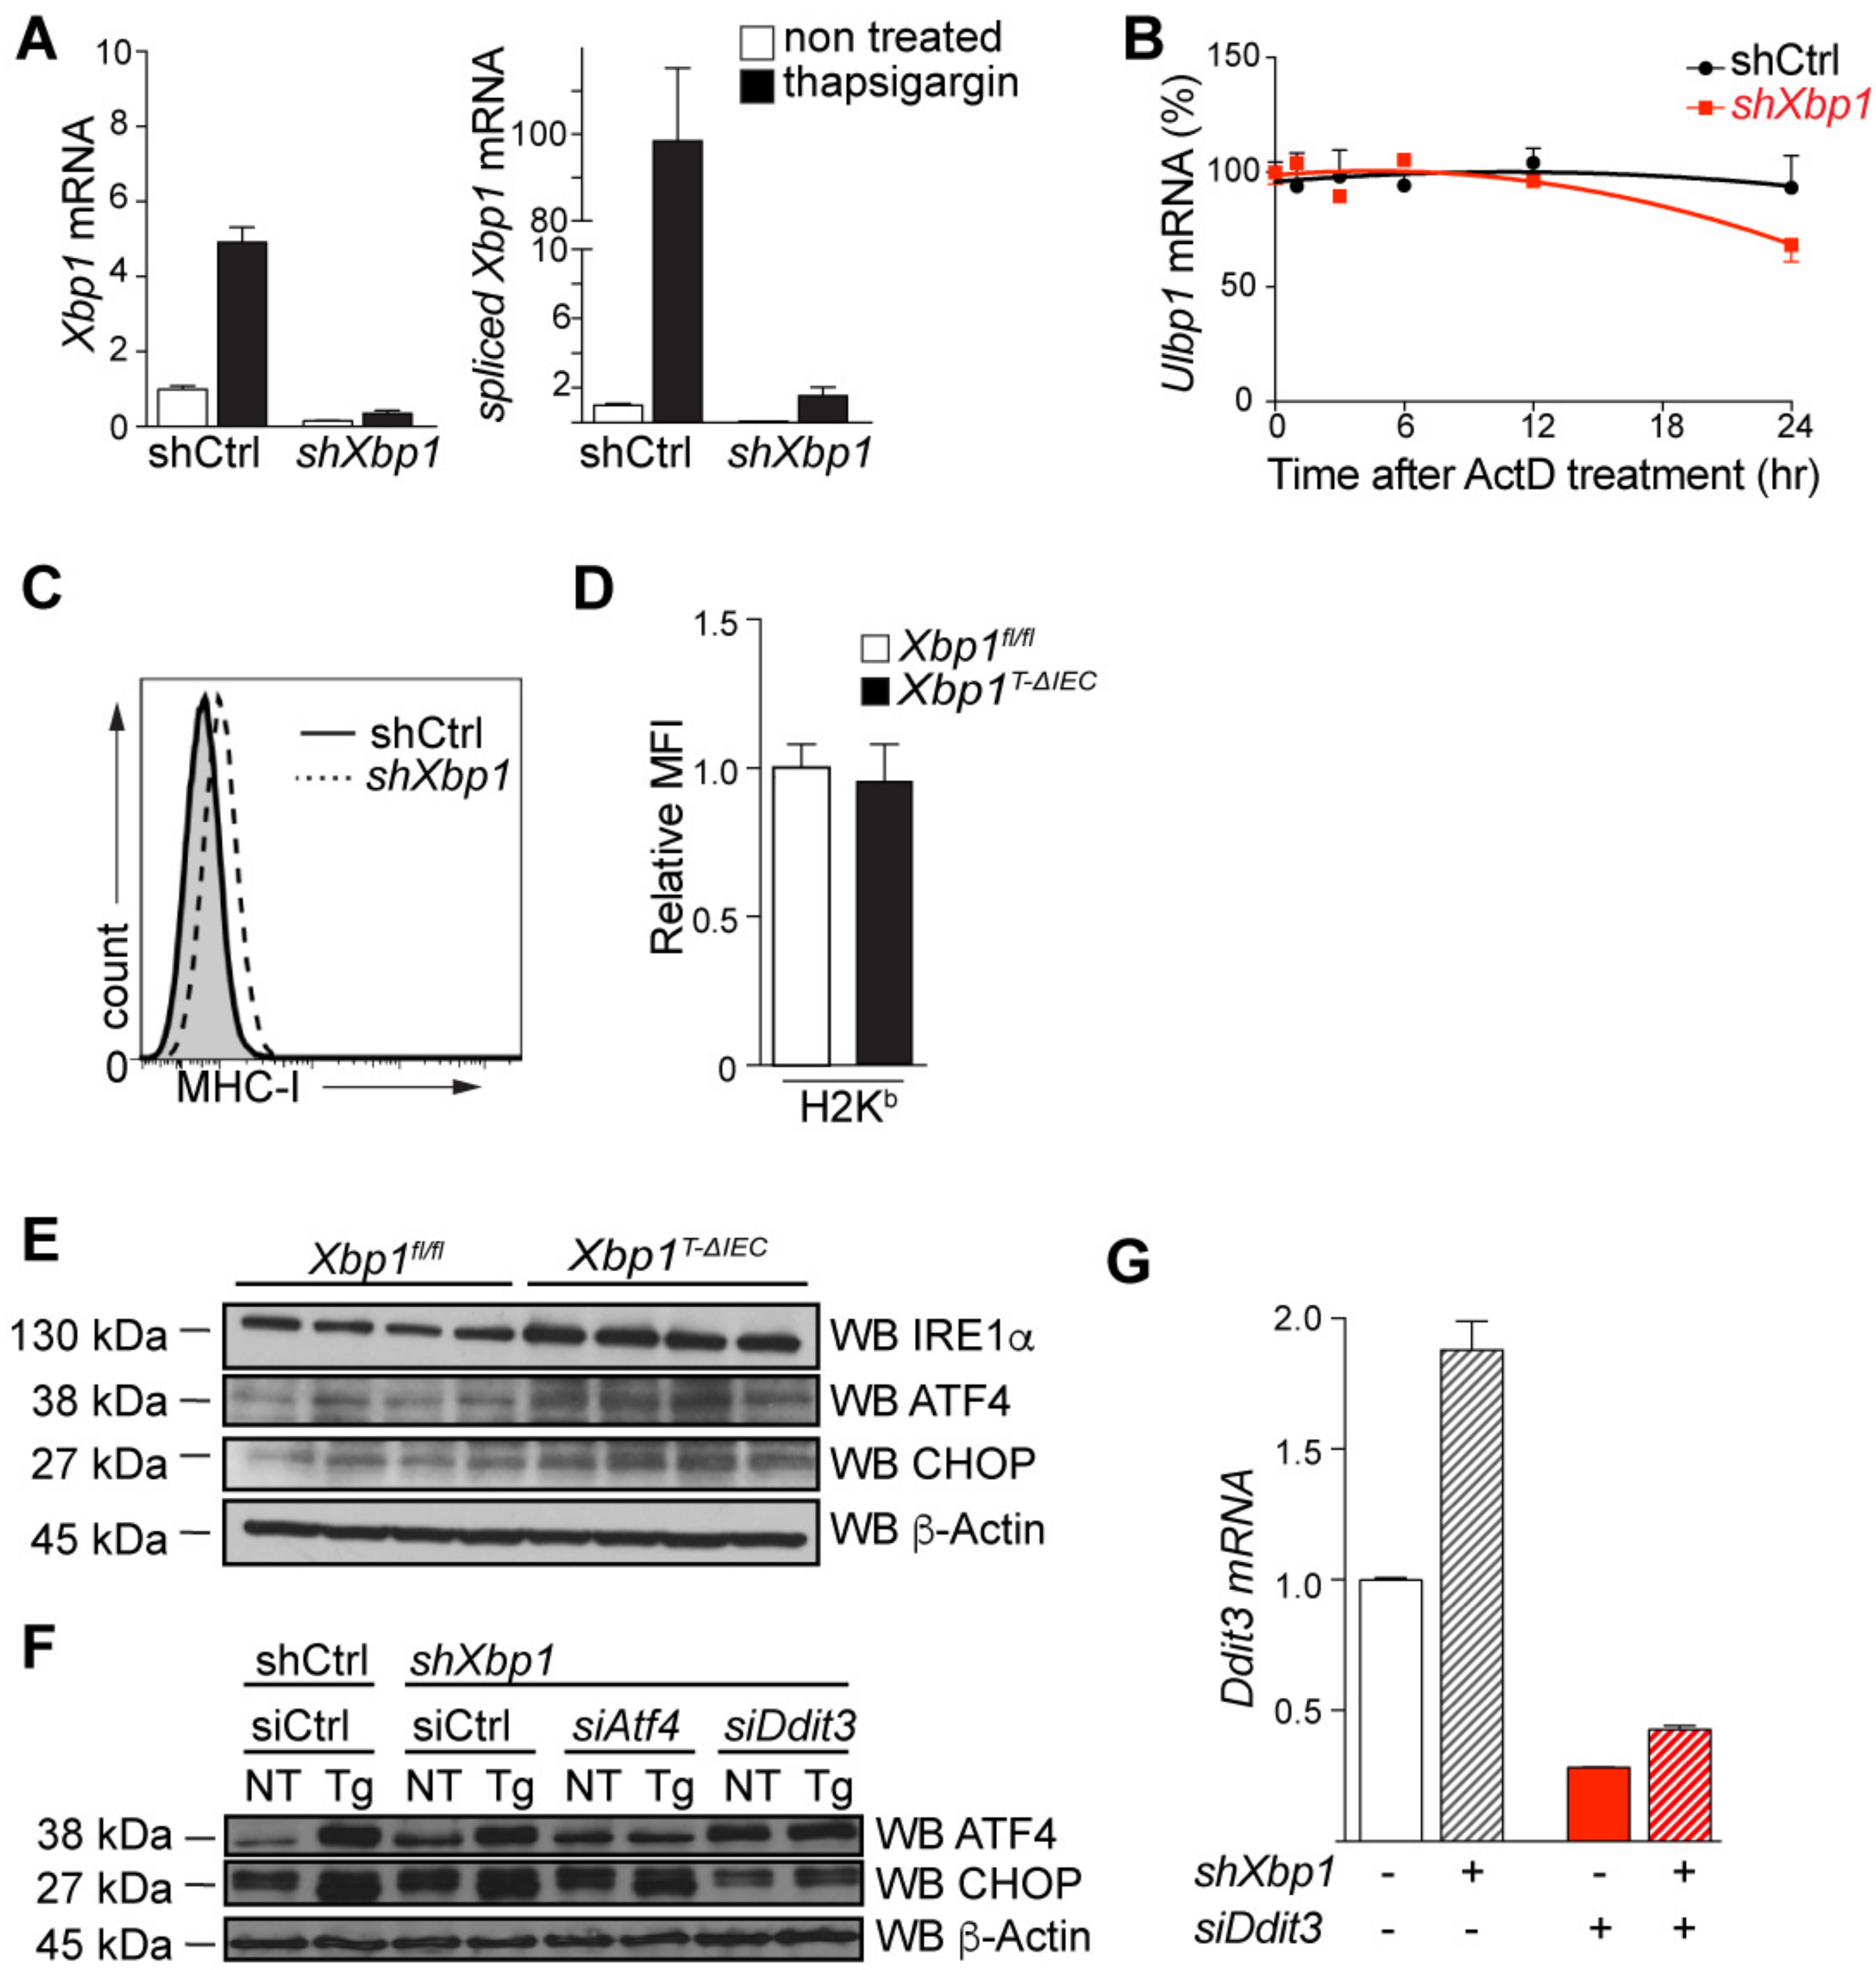 A
10
8
6
4
2
0
Xbp1 mRNA
shCtrl shXbp1
100
80
10
6
2
spliced Xbp1 mRNA
shCtrl shXbp1
non treated
thapsigargin
B
150
100
50
0
Ulbp1 mRNA (%)
shCtrl
shXbp1
0 6 12 18 24
Time after ActD treatment (hr)
C
shCtrl
shXbp1
count
0
MHC-I
D
1.5
1.0
0.5
0
Relative MFI
Xbp1fl/fl
Xbp1T-ΔIEC
H2Kb
E
Xbp1fl/fl Xbp1T-ΔIEC
130 kDa WB IRE1α
38 kDa WB ATF4
27 kDa WB CHOP
45 kDa WB β-Actin
F
shCtrl shXbp1
siCtrl siCtrl siAtf4 siDdit3
NT Tg NT Tg NT Tg NT Tg
38 kDa WB ATF4
27 kDa WB CHOP
45 kDa WB β-Actin
G
2.0
1.5
1.0
0.5
Ddit3 mRNA
shXbp1 - + - +
siDdit3 - - + +